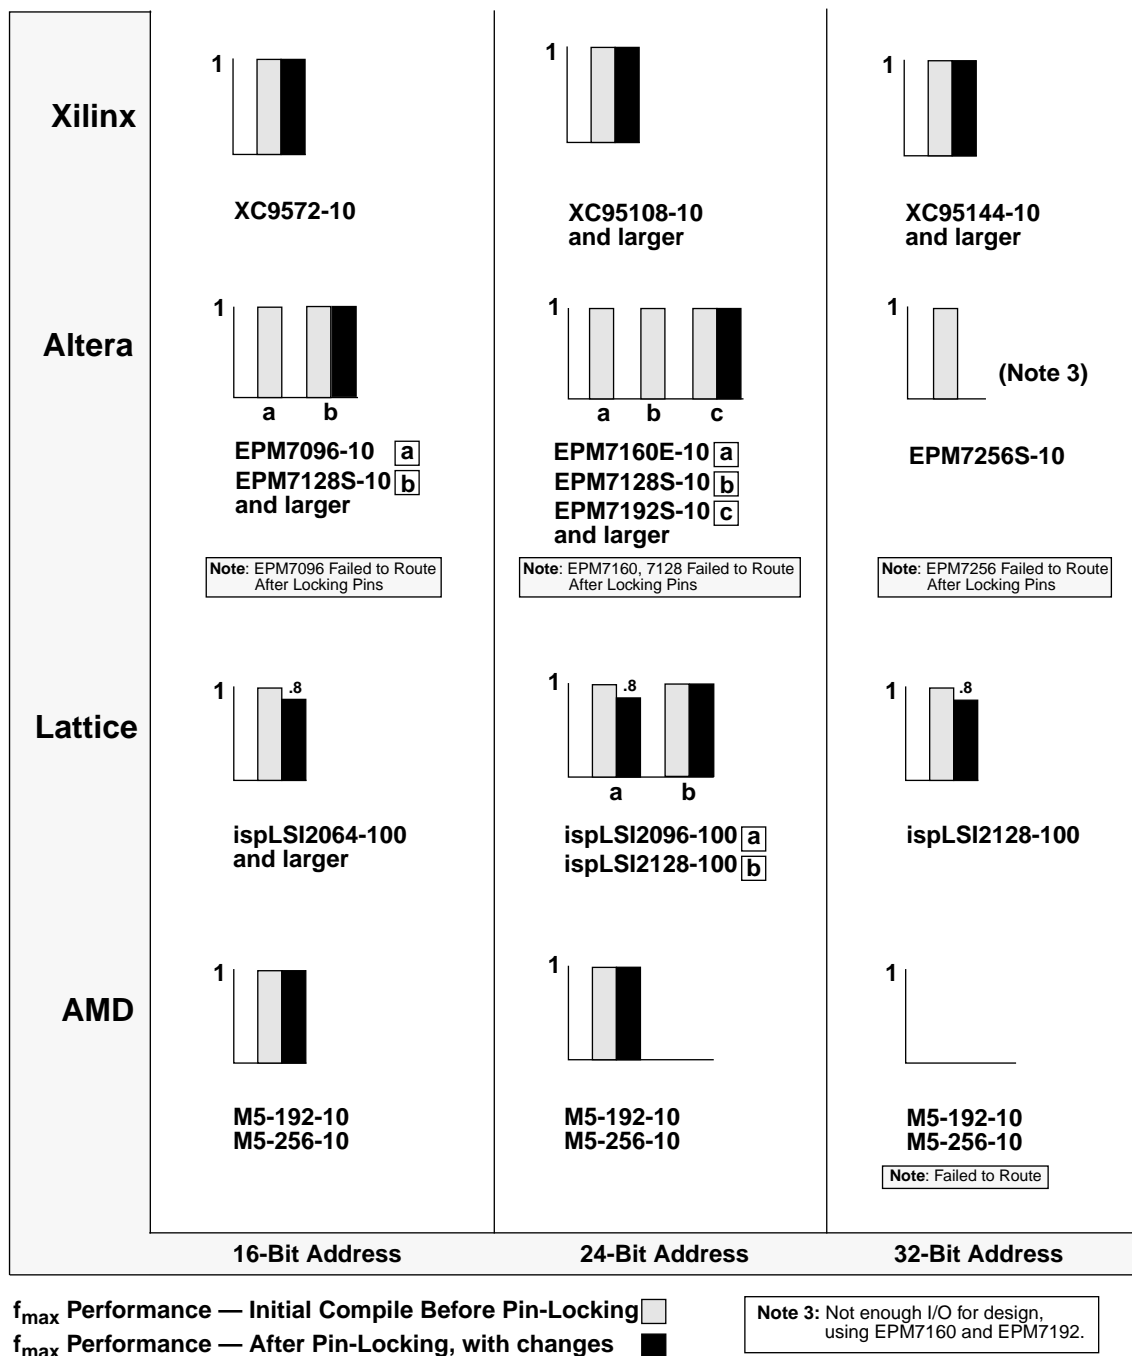 Xilinx
1
XC9572-10
1
XC95108-10
and larger
1
XC95144-10
and larger
Altera
1
a b
EPM7096-10 a
EPM7128S-10 b
and larger
Note: EPM7096 Failed to Route
After Locking Pins
1
a b c
EPM7160E-10 a
EPM7128S-10 b
EPM7192S-10 c
and larger
Note: EPM7160, 7128 Failed to Route
After Locking Pins
1
(Note 3)
EPM7256S-10
Note: EPM7256 Failed to Route
After Locking Pins
Lattice
1 .8
ispLSI2064-100
and larger
1 .8
a b
ispLSI2096-100 a
ispLSI2128-100 b
1 .8
ispLSI2128-100
AMD
1
M5-192-10
M5-256-10
1
M5-192-10
M5-256-10
1
M5-192-10
M5-256-10
Note: Failed to Route
16-Bit Address 24-Bit Address 32-Bit Address
fmax Performance — Initial Compile Before Pin-Locking
fmax Performance — After Pin-Locking, with changes
Note 3: Not enough I/O for design,
using EPM7160 and EPM7192.